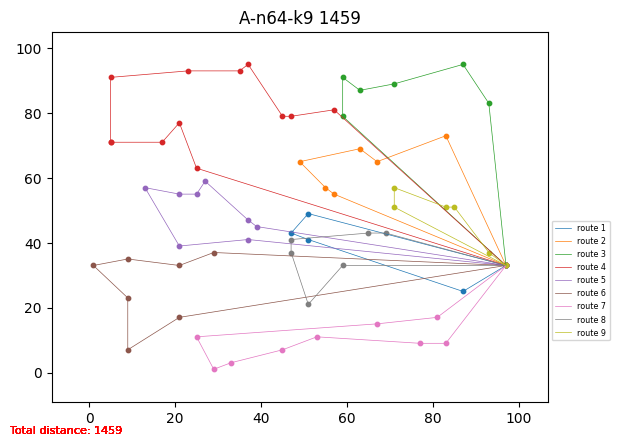 A-n64-k9 1459
100
80
60
40
20
0
0 20 40 60 80 100
route 1
route 2
route 3
route 4
route 5
route 6
route 7
route 8
route 9
Total distance: 1459